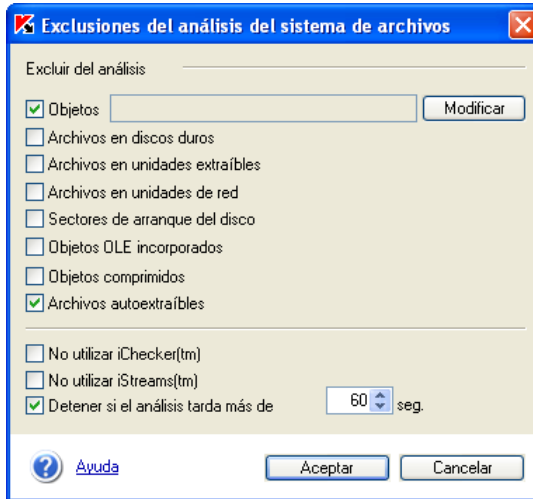 Exclusiones del análisis del sistema de archivos
Excluir del análisis
Objetos
Modificar
Archivos en discos duros
Archivos en unidades extraíbles
Archivos en unidades de red
Sectores de arranque del disco
Objetos OLE incorporados
Objetos comprimidos
Archivos autoextraíbles
No utilizar iChecker(tm)
No utilizar iStreams(tm)
Detener si el análisis tarda más de 60 seg.
Ayuda
Aceptar
Cancelar